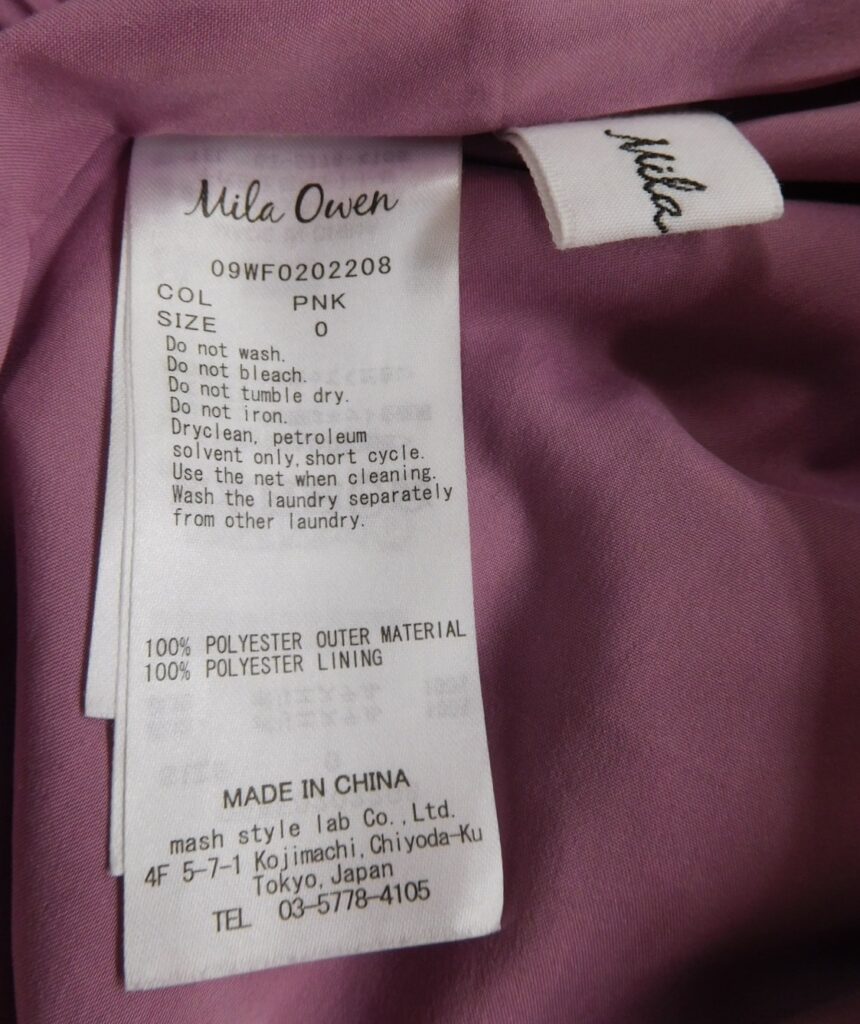 Mila Owen
09WF0202208
COL PNK
SIZE 0
Do not wash.
Do not bleach.
Do not tumble dry.
Do not iron.
Dryclean, petroleum
solvent only, short cycle.
Use the net when cleaning.
Wash the laundry separately
from other laundry.
100% POLYESTER OUTER MATERIAL
100% POLYESTER LINING
MADE IN CHINA
mash style lab Co., Ltd.
4F 5-7-1 Kojimachi, Chiyoda-Ku
Tokyo, Japan
TEL 03-5778-4105
Mila